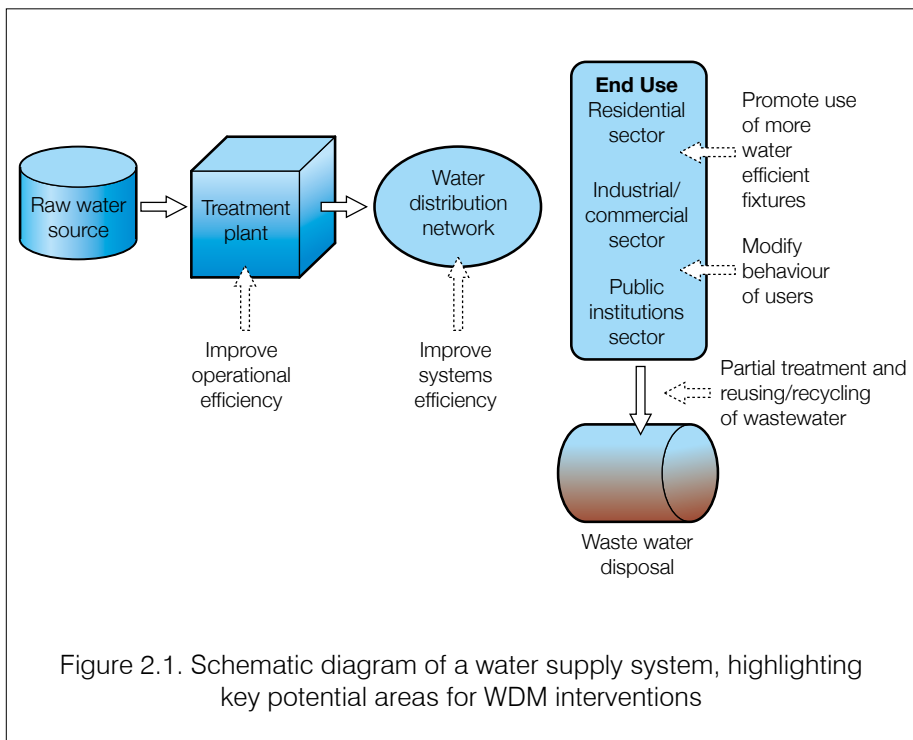 Raw water
source
Treatment
plant
Water
distribution
network
End Use
Residential
sector
Industrial/
commercial
sector
Public
institutions
sector
Promote use
of more
water
efficient
fixtures
Modify
behaviour
of users
Improve
operational
efficiency
Improve
systems
efficiency
Partial treatment and
reusing/recycling
of wastewater
Waste water
disposal
Figure 2.1. Schematic diagram of a water supply system, highlighting
key potential areas for WDM interventions